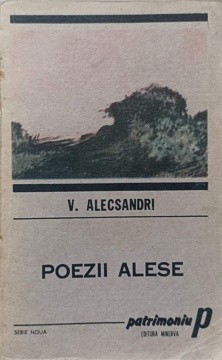 V. ALECSANDRI
POEZII ALESE
patrimoniu p
EDITURA MINERVA
SERIE NOUĂ